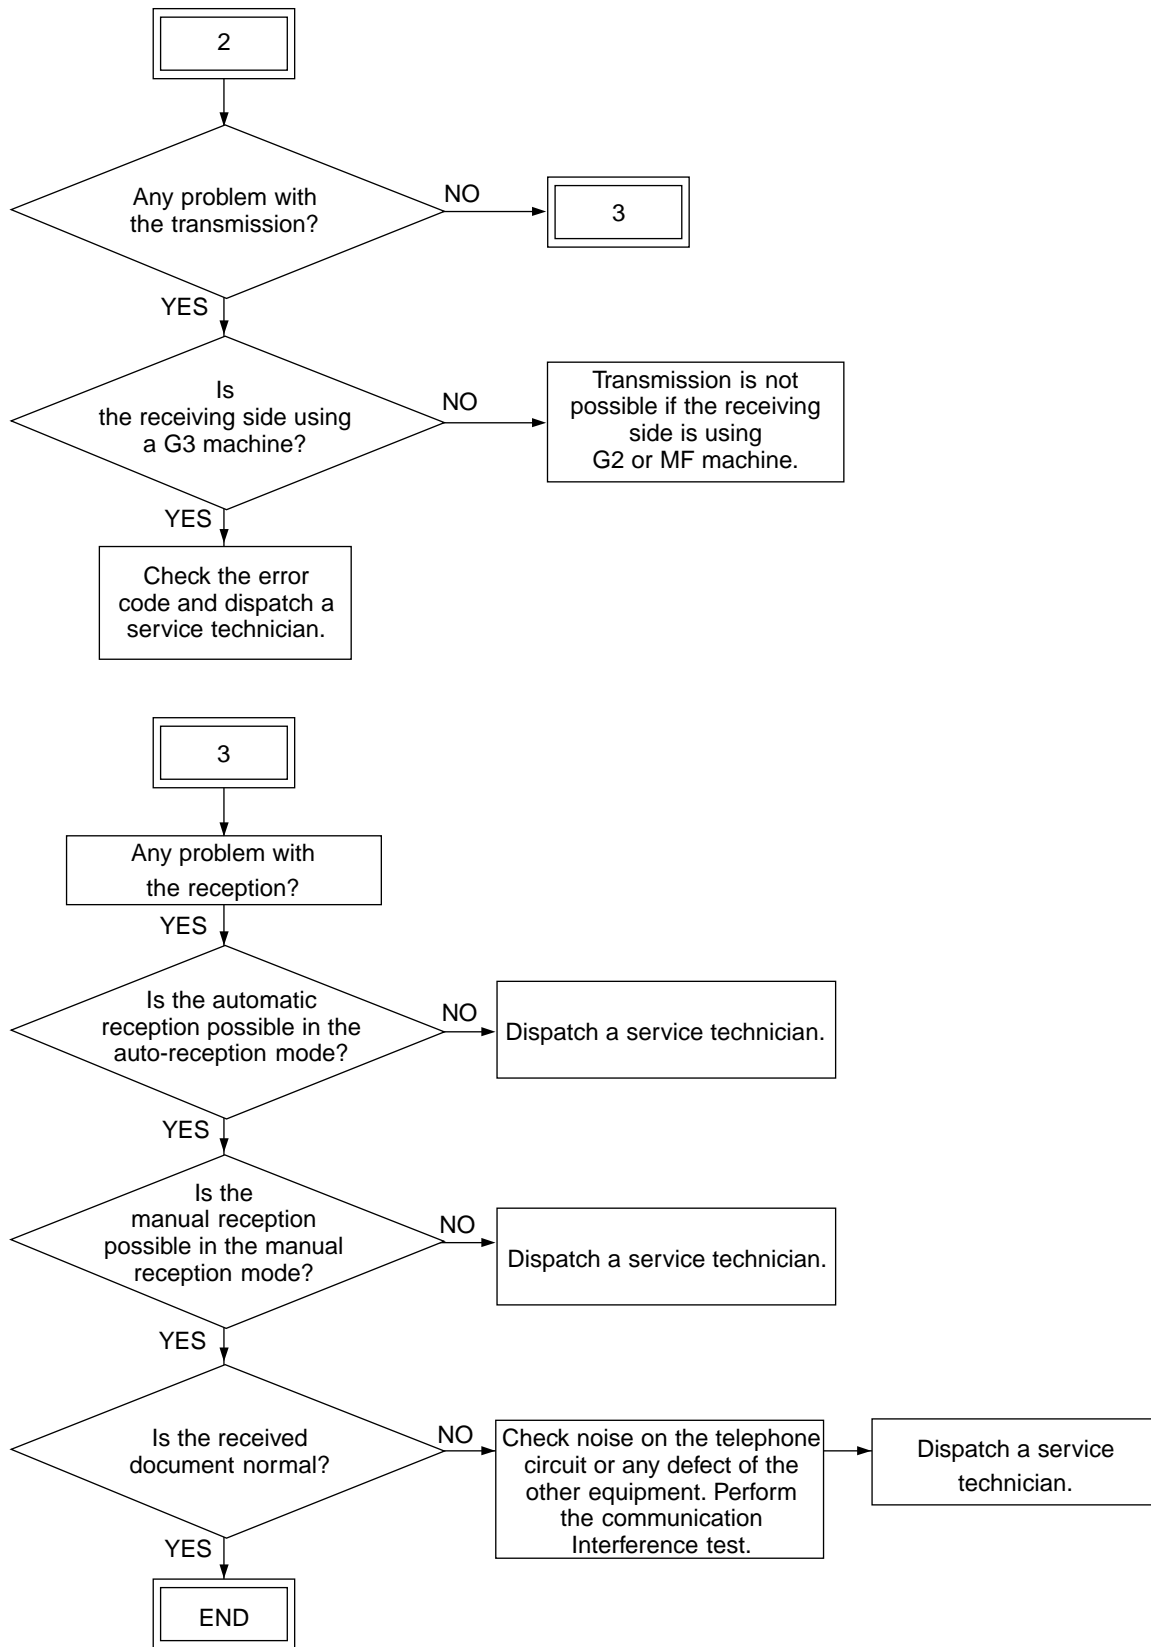 2
Any problem with
the transmission?
NO
3
YES
Is
the receiving side using
a G3 machine?
NO
Transmission is not
possible if the receiving
side is using
G2 or MF machine.
YES
Check the error
code and dispatch a
service technician.
3
Any problem with
the reception?
YES
Is the automatic
reception possible in the
auto-reception mode?
NO
Dispatch a service technician.
YES
Is the
manual reception
possible in the manual
reception mode?
NO
Dispatch a service technician.
YES
Is the received
document normal?
NO
Check noise on the telephone
circuit or any defect of the
other equipment. Perform
the communication
Interference test.
Dispatch a service
technician.
YES
END